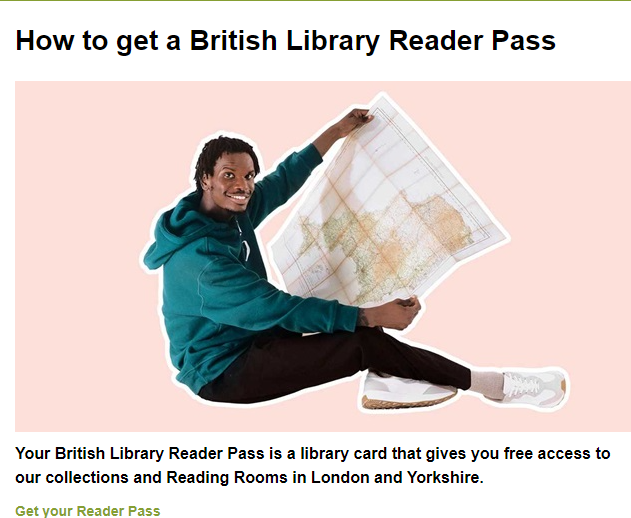 How to get a British Library Reader Pass
Your British Library Reader Pass is a library card that gives you free access to
our collections and Reading Rooms in London and Yorkshire.
Get your Reader Pass